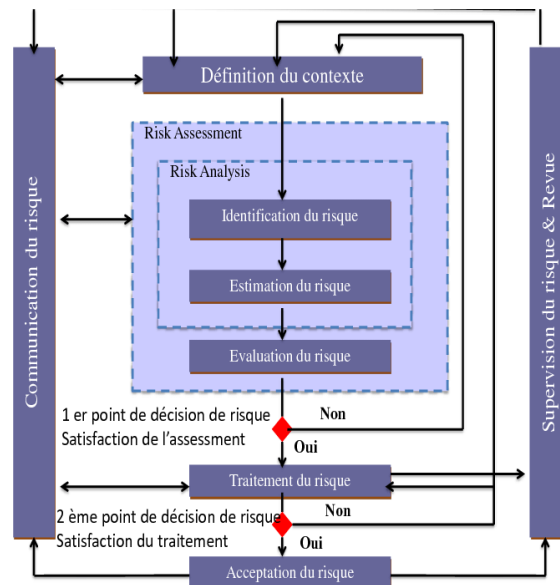 Définition du contexte
Risk Assessment
Risk Analysis
Identification du risque
Estimation du risque
Evaluation du risque
1 er point de décision de risque
Satisfaction de l'assessment
Non
Oui
Traitement du risque
2 ème point de décision de risque
Satisfaction du traitement
Non
Oui
Acceptation du risque
Communication du risque
Supervision du risque & Revue